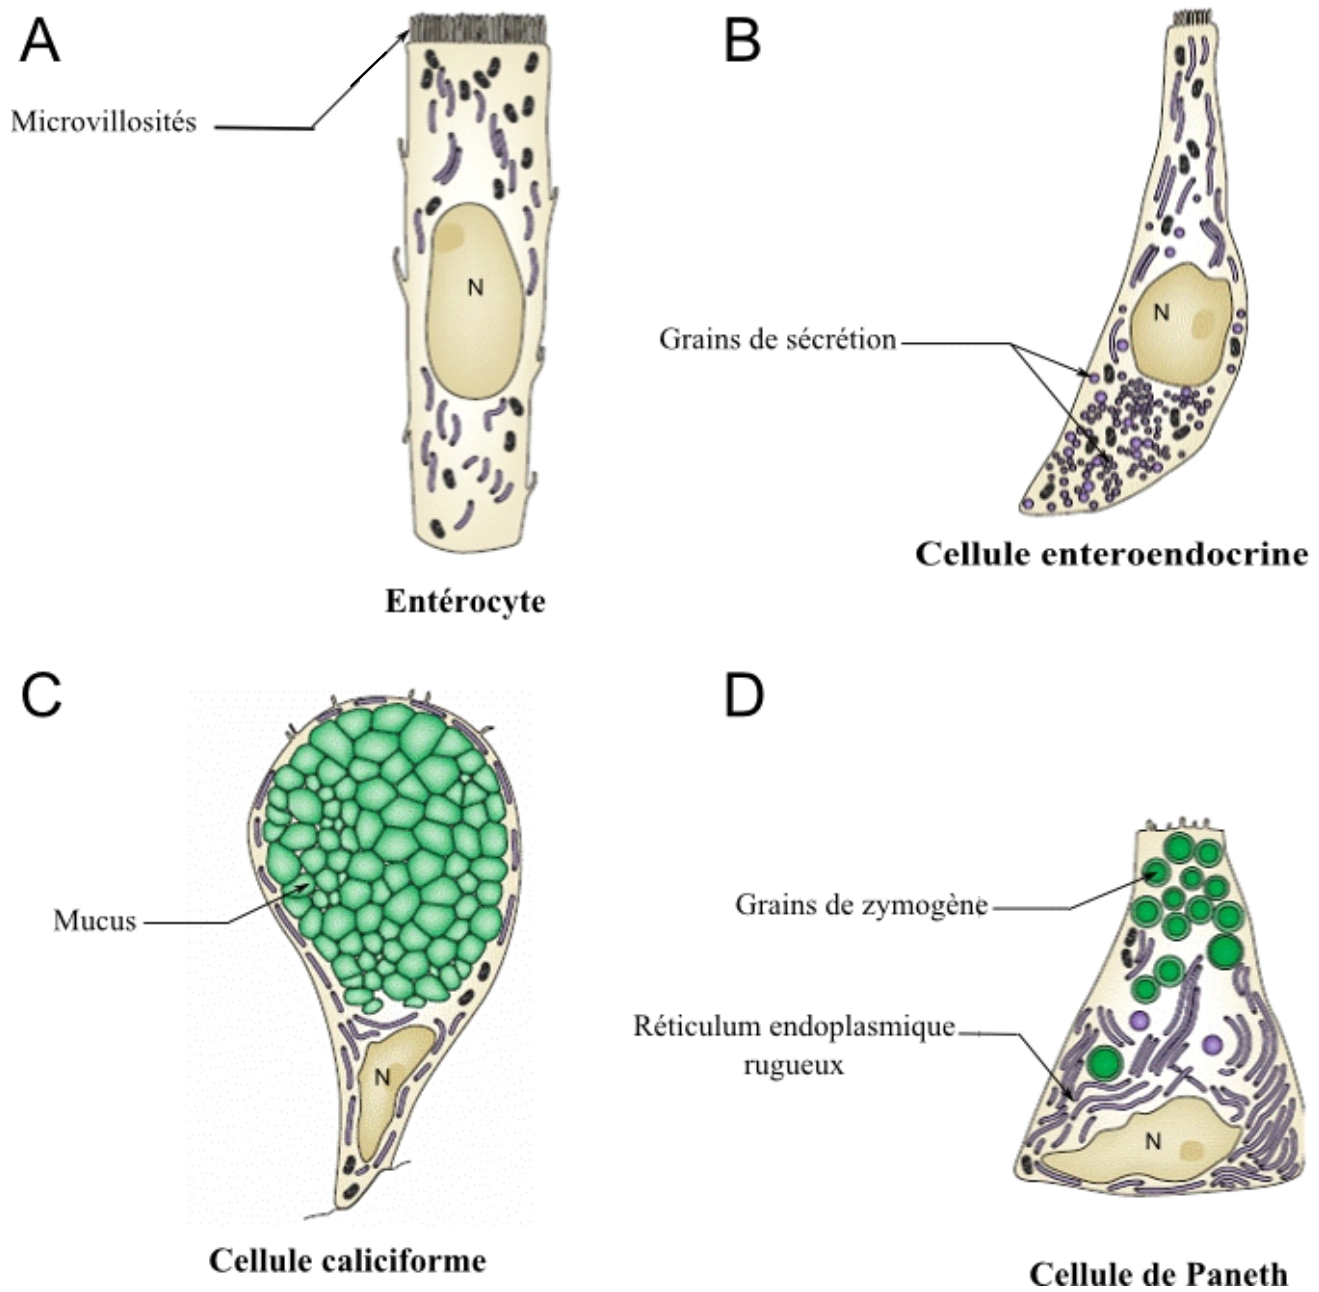 A
Microvillosités
N
Entérocyte
B
N
Grains de sécrétion
Cellule enteroendocrine
C
Mucus
N
Cellule caliciforme
D
Grains de zymogène
Réticulum endoplasmique
rugueux
N
Cellule de Paneth